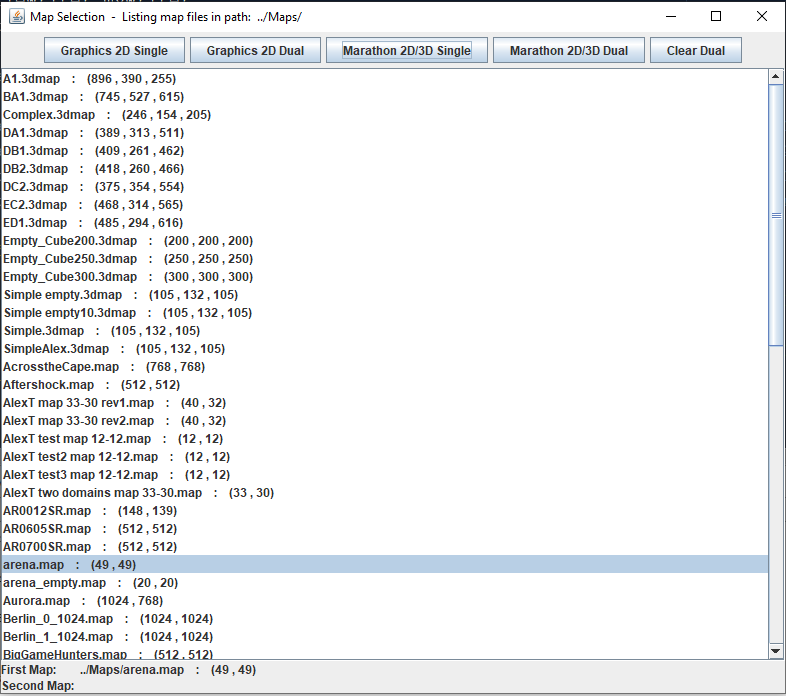 Map Selection - Listing map files in path: ../Maps/
Graphics 2D Single Graphics 2D Dual Marathon 2D/3D Single Marathon 2D/3D Dual Clear Dual
A1.3dmap : (896 , 390 , 255)
BA1.3dmap : (745 , 527 , 615)
Complex.3dmap : (246 , 154 , 205)
DA1.3dmap : (389 , 313 , 511)
DB1.3dmap : (409 , 261 , 462)
DB2.3dmap : (418 , 260 , 466)
DC2.3dmap : (375 , 354 , 554)
EC2.3dmap : (468 , 314 , 565)
ED1.3dmap : (485 , 294 , 616)
Empty_Cube200.3dmap : (200 , 200 , 200)
Empty_Cube250.3dmap : (250 , 250 , 250)
Empty_Cube300.3dmap : (300 , 300 , 300)
Simple empty.3dmap : (105 , 132 , 105)
Simple empty10.3dmap : (105 , 132 , 105)
Simple.3dmap : (105 , 132 , 105)
SimpleAlex.3dmap : (105 , 132 , 105)
AcrosstheCape.map : (768 , 768)
Aftershock.map : (512 , 512)
AlexT map 33-30 rev1.map : (40 , 32)
AlexT map 33-30 rev2.map : (40 , 32)
AlexT test map 12-12.map : (12 , 12)
AlexT test2 map 12-12.map : (12 , 12)
AlexT test3 map 12-12.map : (12 , 12)
AlexT two domains map 33-30.map : (33 , 30)
AR0012SR.map : (148 , 139)
AR0605SR.map : (512 , 512)
AR0700SR.map : (512 , 512)
arena.map : (49 , 49)
arena_empty.map : (20 , 20)
Aurora.map : (1024 , 768)
Berlin_0_1024.map : (1024 , 1024)
Berlin_1_1024.map : (1024 , 1024)
BigGameHunters.map : (512 , 512)
First Map: ../Maps/arena.map : (49 , 49)
Second Map: